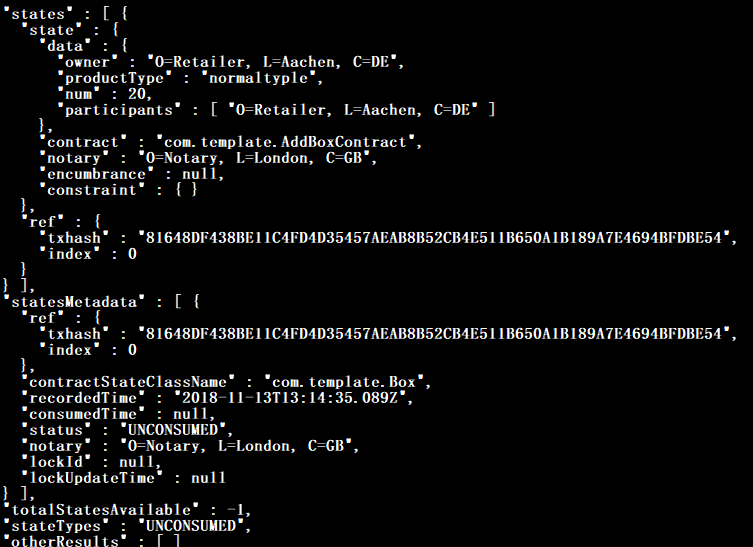 "states" : [ {
"state" : {
"data" : {
"owner" : "O=Retailer, L=Aachen, C=DE",
"productType" : "normaltyple",
"num" : 20,
"participants" : [ "O=Retailer, L=Aachen, C=DE" ]
},
"contract" : "com.template.AddBoxContract",
"notary" : "O=Notary, L=London, C=GB",
"encumbrance" : null,
"constraint" : { }
},
"ref" : {
"txhash" : "81648DF438BE11C4FD4D35457AEAB8B52CB4E511B650A1B189A7E4694BFDBE54",
"index" : 0
}
} ],
"statesMetadata" : [ {
"ref" : {
"txhash" : "81648DF438BE11C4FD4D35457AEAB8B52CB4E511B650A1B189A7E4694BFDBE54",
"index" : 0
},
"contractStateClassName" : "com.template.Box",
"recordedTime" : "2018-11-13T13:14:35.089Z",
"consumedTime" : null,
"status" : "UNCONSUMED",
"notary" : "O=Notary, L=London, C=GB",
"lockId" : null,
"lockUpdateTime" : null
} ],
"totalStatesAvailable" : -1,
"stateTypes" : "UNCONSUMED",
"otherResults" : [ ]